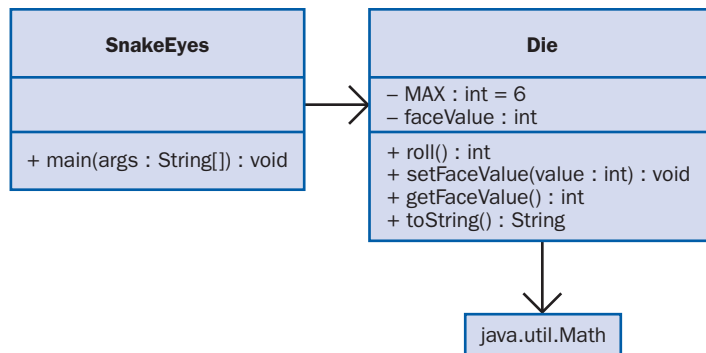 SnakeEyes
+ main(args : String[]) : void
Die
– MAX : int = 6
– faceValue : int
+ roll() : int
+ setFaceValue(value : int) : void
+ getFaceValue() : int
+ toString() : String
java.util.Math